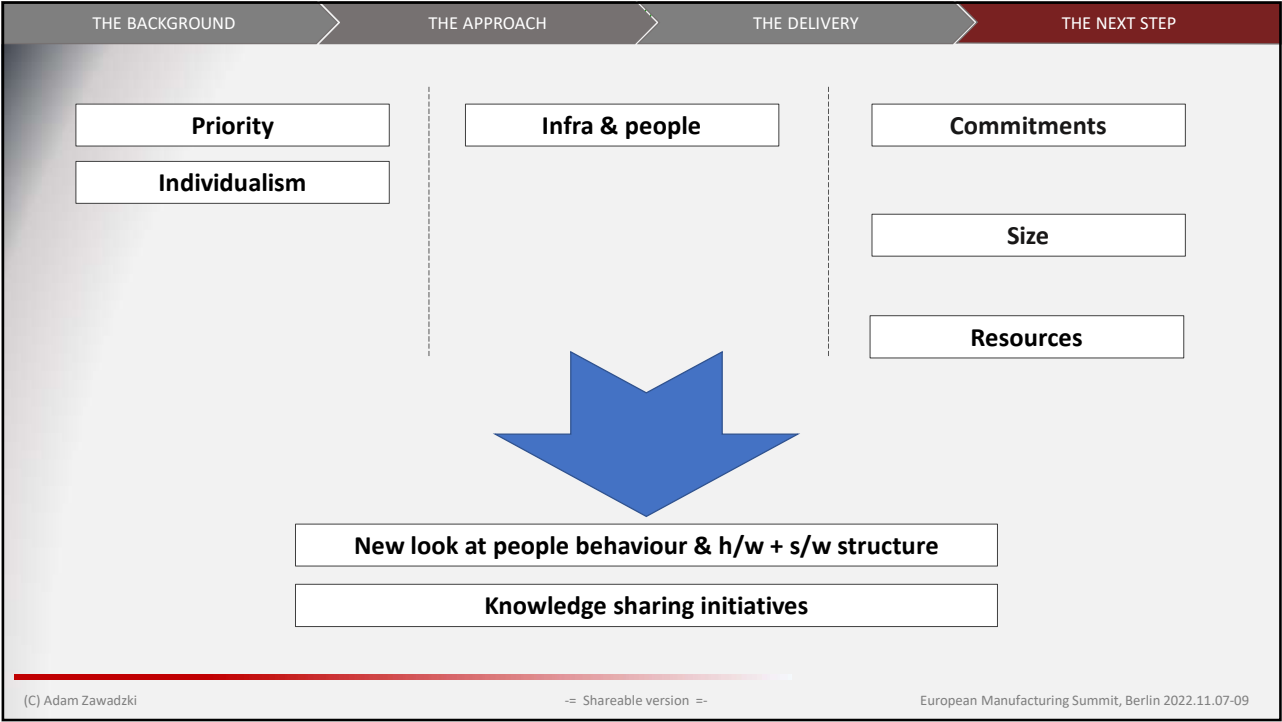 THE BACKGROUND
THE APPROACH
THE DELIVERY
THE NEXT STEP
Priority
Individualism
Infra & people
Commitments
Size
Resources
New look at people behaviour & h/w + s/w structure
Knowledge sharing initiatives
(C) Adam Zawadzki
-= Shareable version =-
European Manufacturing Summit, Berlin 2022.11.07-09